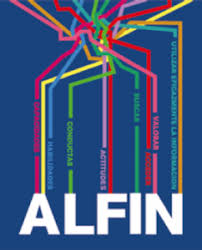 CAPACIDADES
HABILIDADES
CONDUCTAS
ACTITUDES
BUSCAR
VALORAR
UTILIZAR EFICAZMENTE LA INFORMACIÓN
ALFIN